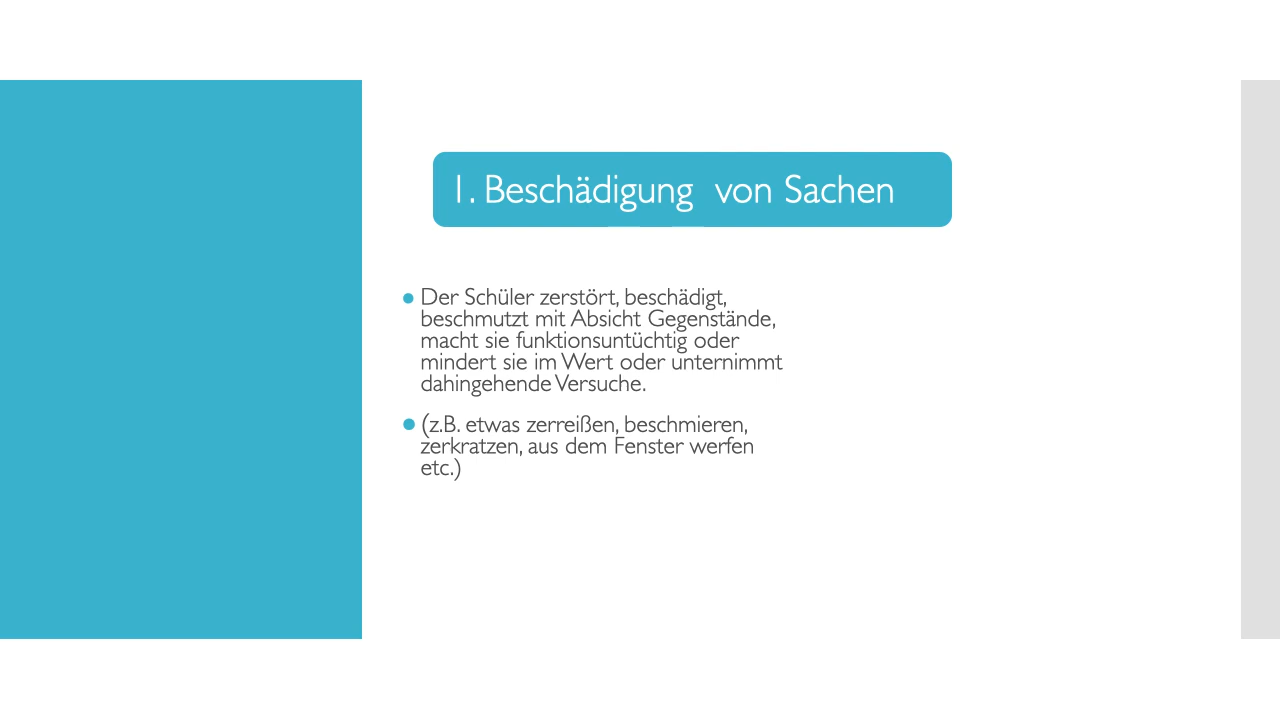 1. Beschädigung von Sachen
Der Schüler zerstört, beschädigt,
beschmutzt mit Absicht Gegenstände,
macht sie funktionsuntüchtig oder
mindert sie im Wert oder unternimmt
dahingehende Versuche.
(z.B. etwas zerreißen, beschmieren,
zerkratzen, aus dem Fenster werfen
etc.)